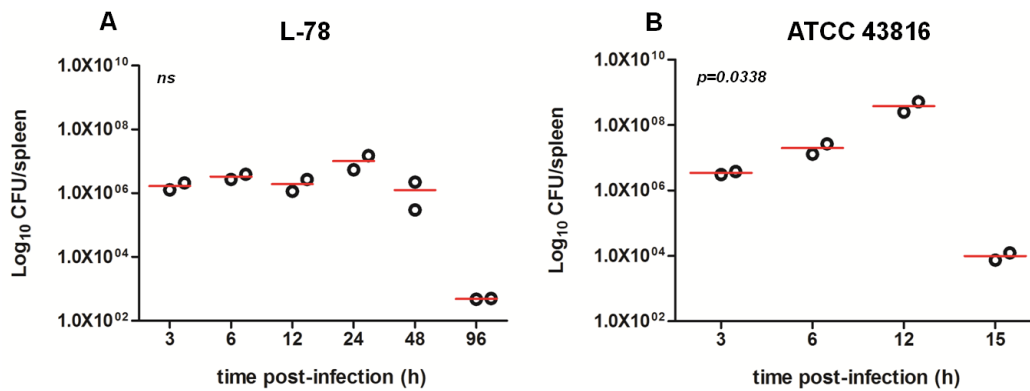 A
L-78
Log10 CFU/spleen
1.0X10^10
1.0X10^08
1.0X10^06
1.0X10^04
1.0X10^02
ns
3 6 12 24 48 96
time post-infection (h)
B
ATCC 43816
Log10 CFU/spleen
1.0X10^10
1.0X10^08
1.0X10^06
1.0X10^04
1.0X10^02
p=0.0338
3 6 12 15
time post-infection (h)